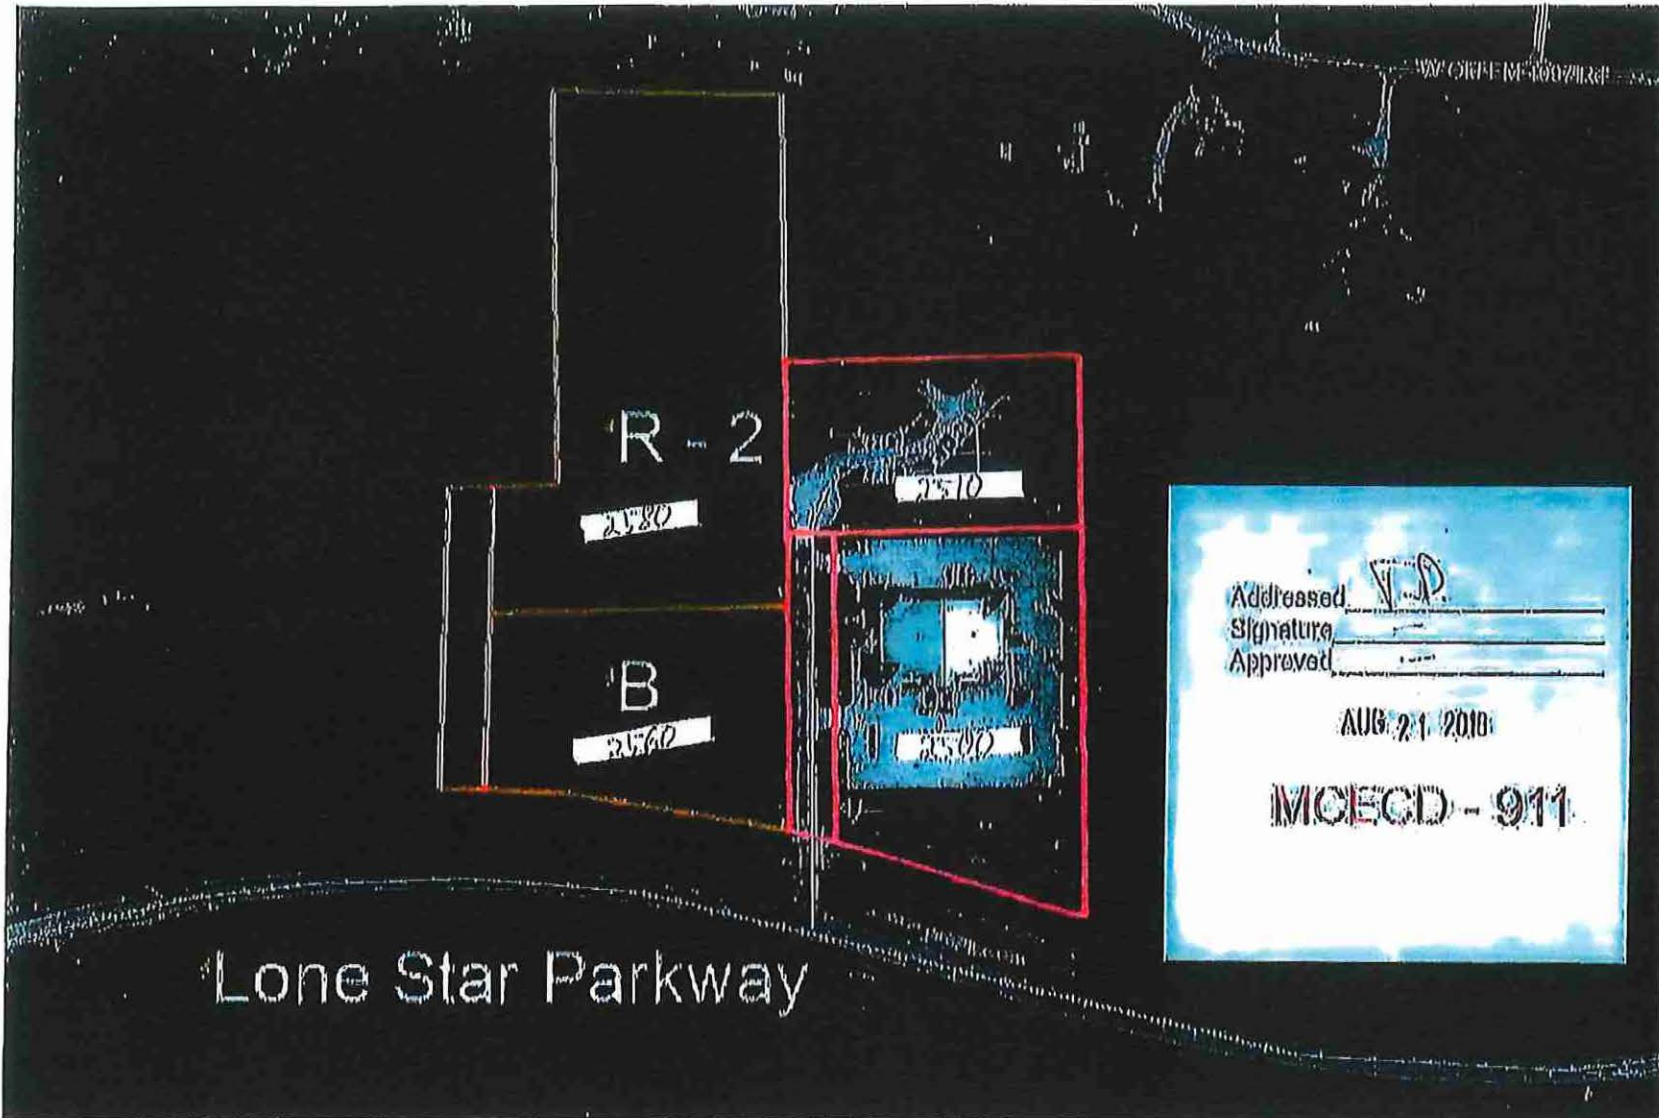 R - 2
2580
2510
B
2560
2500
Lone Star Parkway
Addressed T.P.
Signature
Approved
AUG 21 2018
MCECD - 911